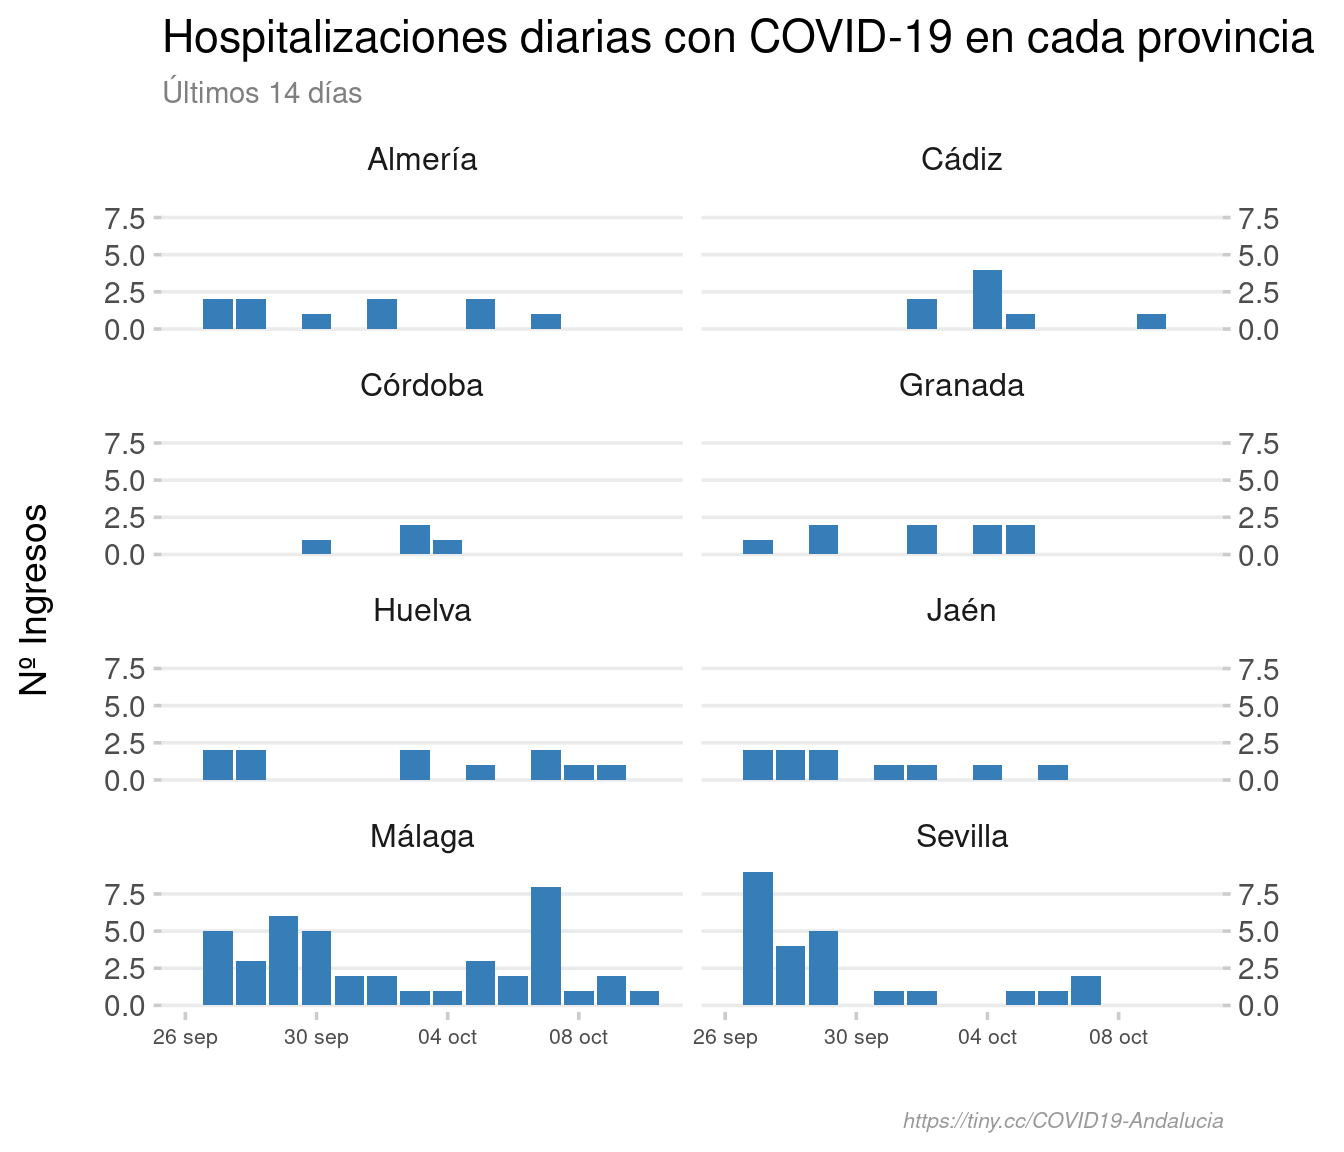 Hospitalizaciones diarias con COVID-19 en cada provincia
Últimos 14 días
Almería
Cádiz
7.5
5.0
2.5
0.0
7.5
5.0
2.5
0.0
Córdoba
Granada
7.5
5.0
2.5
0.0
7.5
5.0
2.5
0.0
Nº Ingresos
Huelva
Jaén
7.5
5.0
2.5
0.0
7.5
5.0
2.5
0.0
Málaga
Sevilla
7.5
5.0
2.5
0.0
7.5
5.0
2.5
0.0
26 sep 30 sep 04 oct 08 oct
26 sep 30 sep 04 oct 08 oct
https://tiny.cc/COVID19-Andalucia